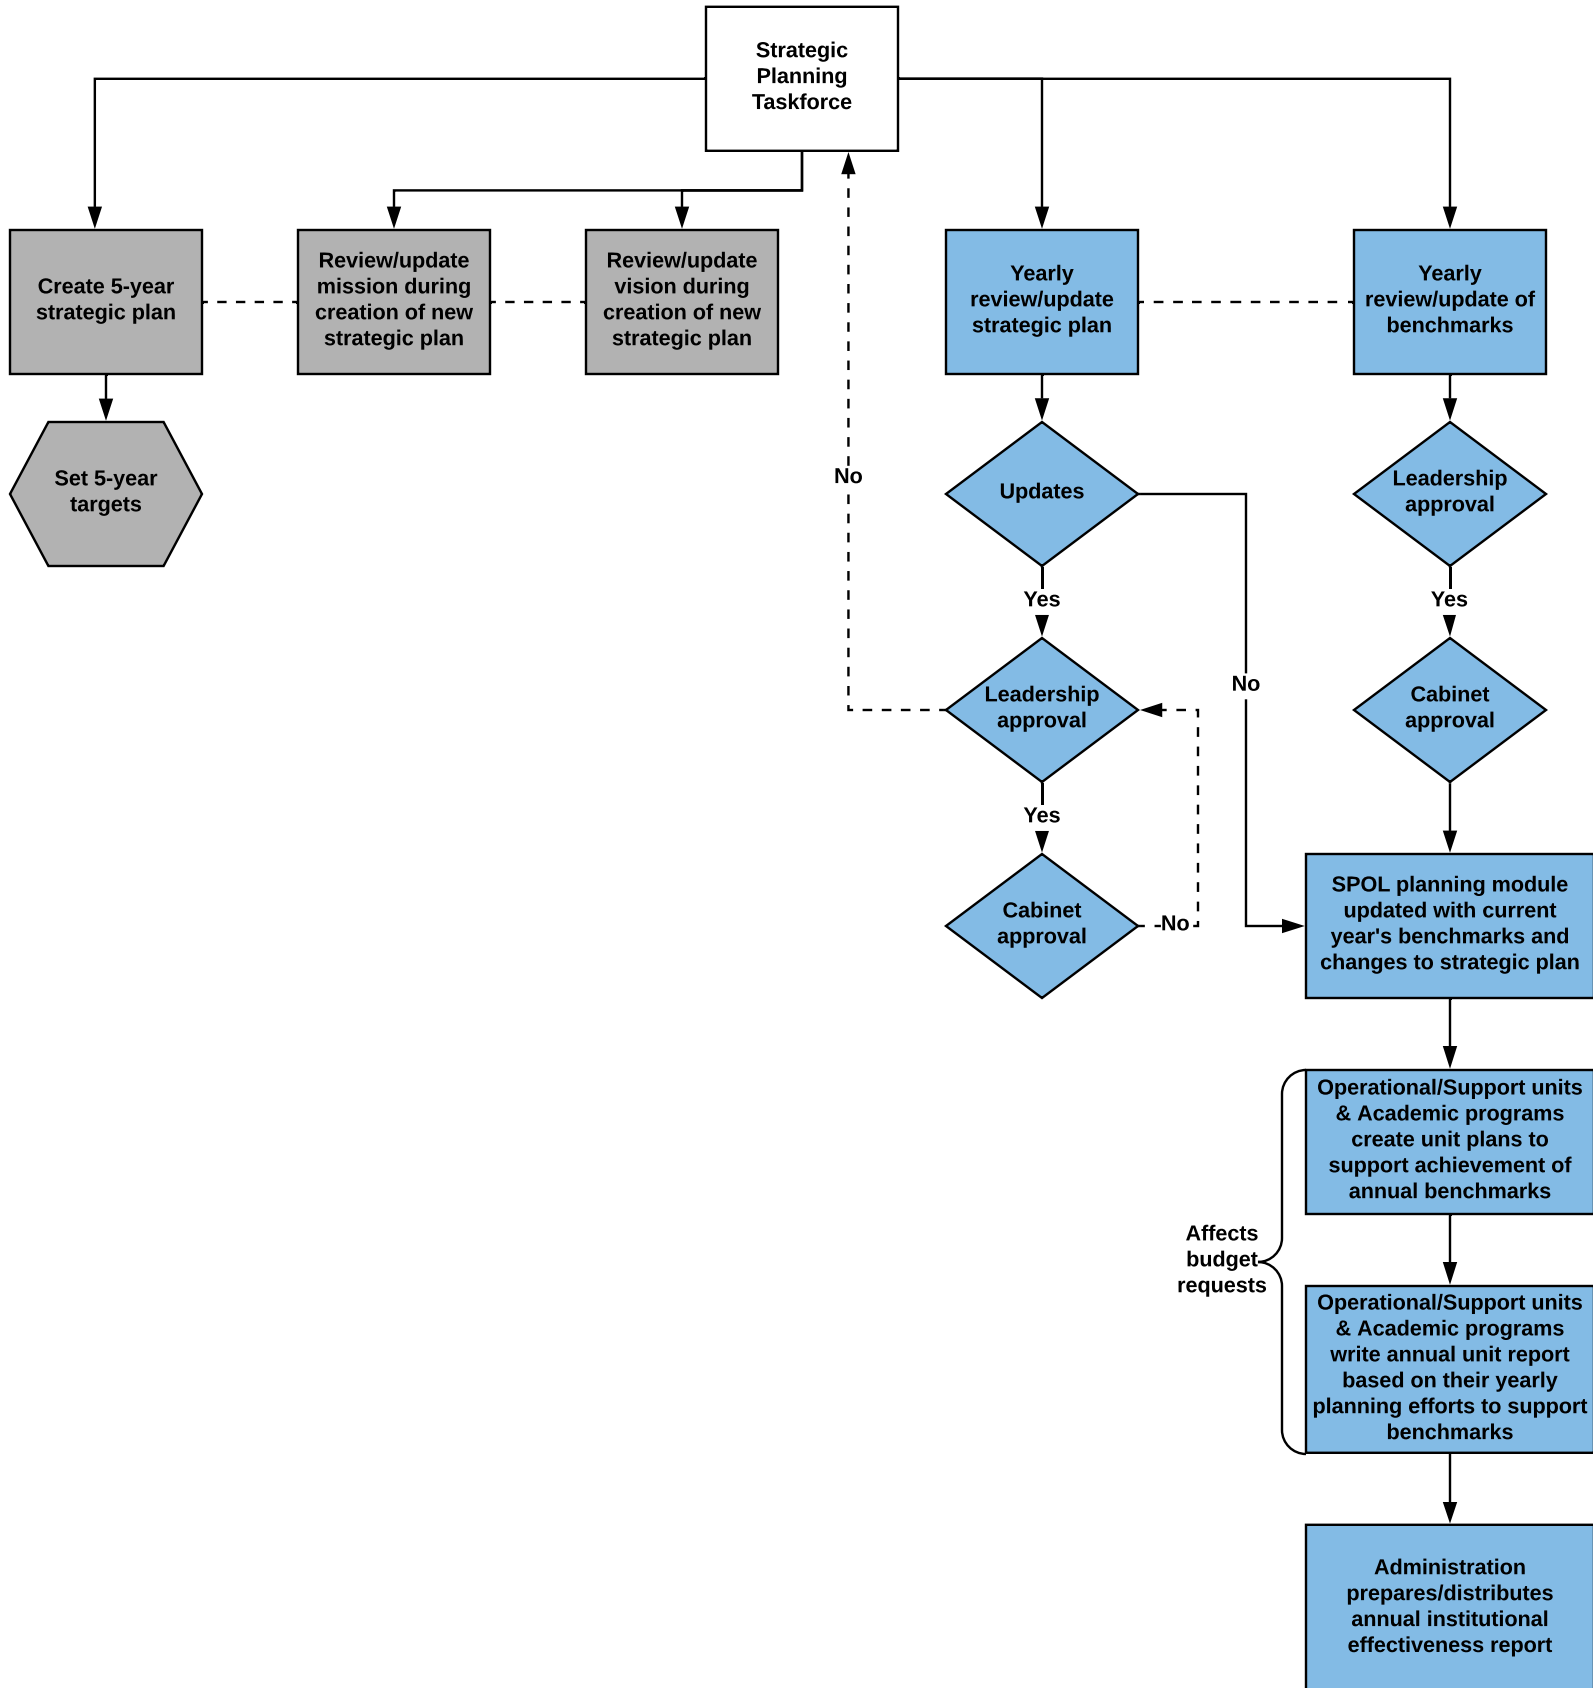 Strategic
Planning
Taskforce
Create 5-year
strategic plan
Review/update
mission during
creation of new
strategic plan
Review/update
vision during
creation of new
strategic plan
Yearly
review/update
strategic plan
Yearly
review/update of
benchmarks
Set 5-year
targets
No
Updates
Leadership
approval
Yes
Yes
Leadership
approval
No
Cabinet
approval
Yes
Cabinet
approval
No
SPOL planning module
updated with current
year's benchmarks and
changes to strategic plan
Operational/Support units
& Academic programs
create unit plans to
support achievement of
annual benchmarks
Affects
budget
requests
Operational/Support units
& Academic programs
write annual unit report
based on their yearly
planning efforts to support
benchmarks
Administration
prepares/distributes
annual institutional
effectiveness report